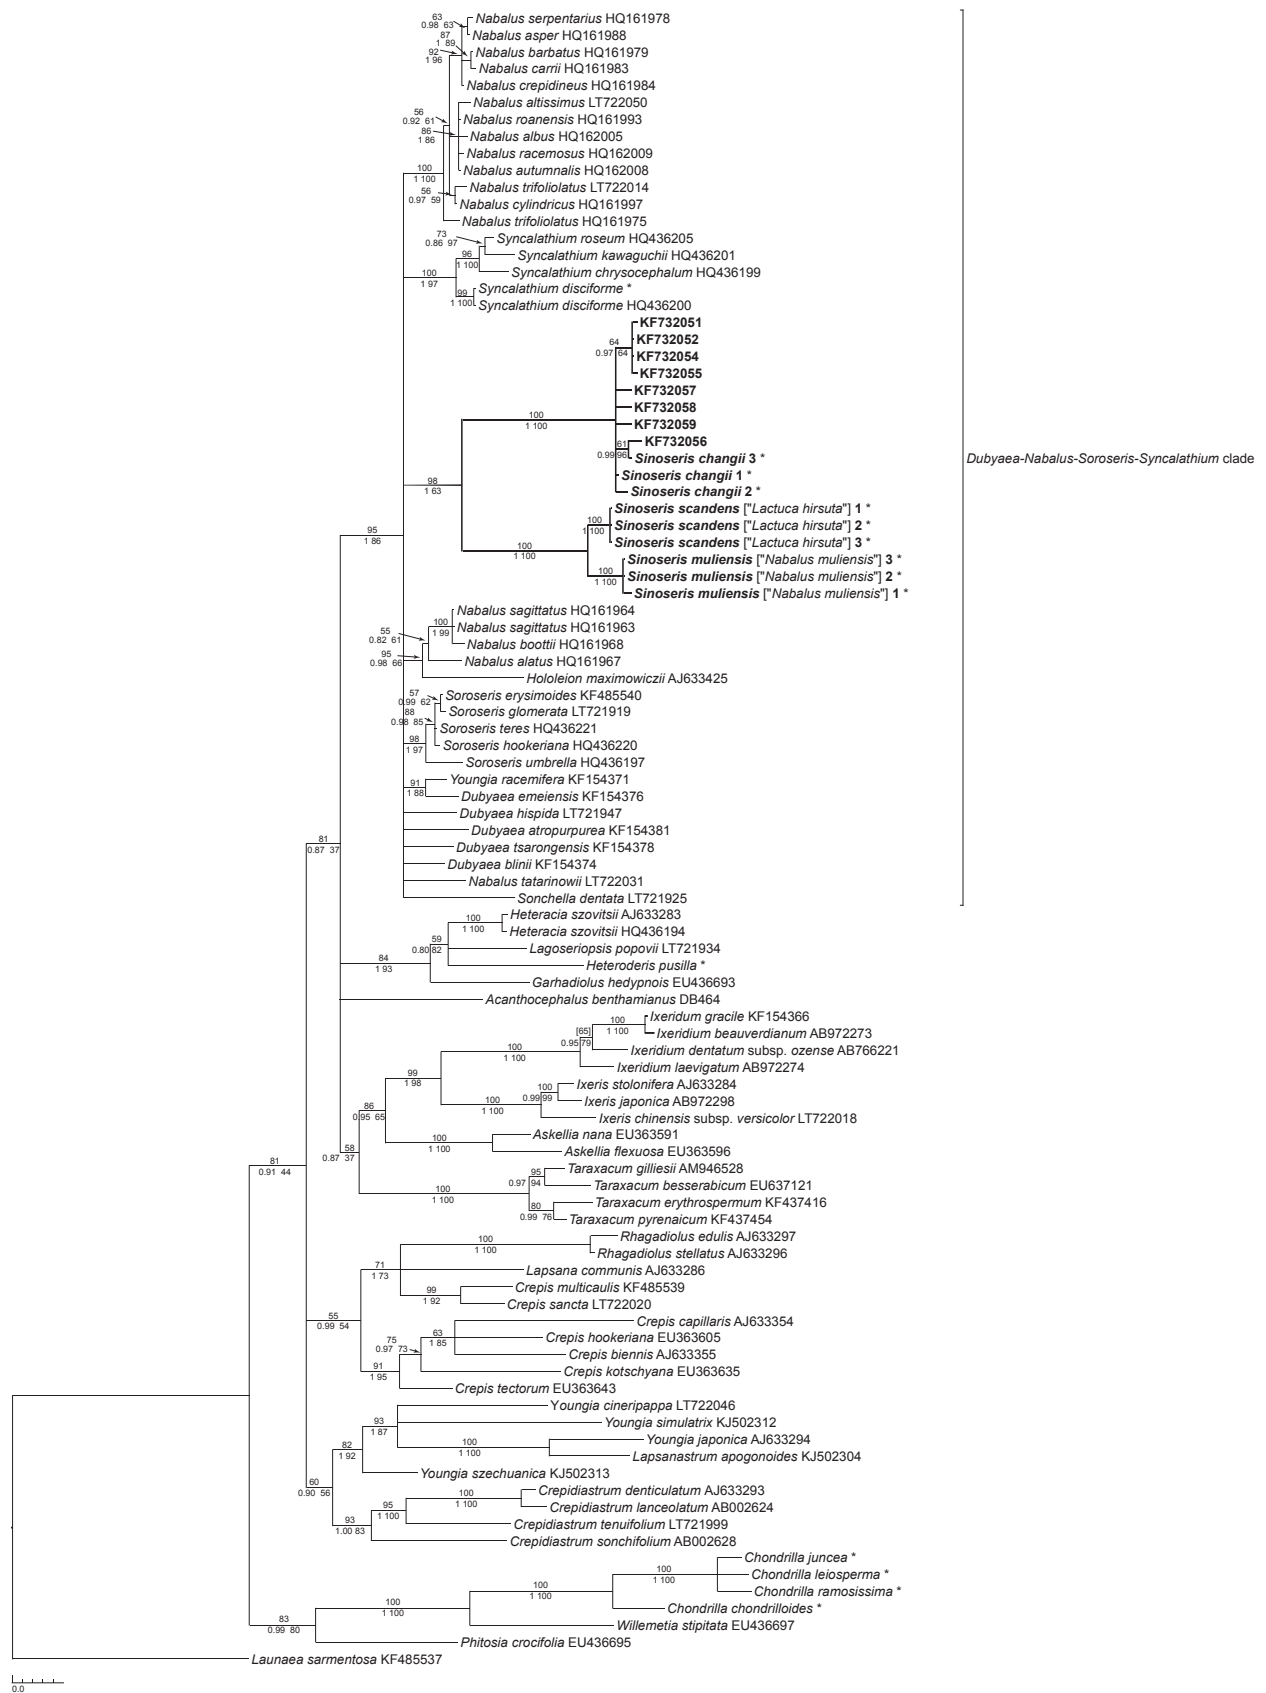 63
0.98 63
Nabalus serpentarius HQ161978
Nabalus asper HQ161988
87
1 89
Nabalus barbatus HQ161979
92
1 96
Nabalus carrii HQ161983
Nabalus crepidineus HQ161984
Nabalus altissimus LT722050
56
0.92 61
Nabalus roanensis HQ161993
86
1 86
Nabalus albus HQ162005
Nabalus racemosus HQ162009
100
1 100
Nabalus autumnalis HQ162008
Nabalus trifoliolatus LT722014
56
0.97 59
Nabalus cylindricus HQ161997
Nabalus trifoliolatus HQ161975
73
0.86 97
Syncalathium roseum HQ436205
96
1 100
Syncalathium kawaguchii HQ436201
100
1 97
Syncalathium chrysocephalum HQ436199
Syncalathium disciforme *
99
1 100
Syncalathium disciforme HQ436200
KF732051
64
0.97 64
KF732052
KF732054
KF732055
KF732057
KF732058
100
1 100
KF732059
KF732056
61
0.99 96
Sinoseris changii 3 *
Dubyaea-Nabalus-Soroseris-Syncalathium clade
Sinoseris changii 1 *
98
1 63
Sinoseris changii 2 *
Sinoseris scandens ["Lactuca hirsuta"] 1 *
100
1 100
Sinoseris scandens ["Lactuca hirsuta"] 2 *
95
1 86
Sinoseris scandens ["Lactuca hirsuta"] 3 *
100
1 100
Sinoseris muliensis ["Nabalus muliensis"] 3 *
100
1 100
Sinoseris muliensis ["Nabalus muliensis"] 2 *
Sinoseris muliensis ["Nabalus muliensis"] 1 *
Nabalus sagittatus HQ161964
100
1 99
Nabalus sagittatus HQ161963
55
0.82 61
Nabalus boottii HQ161968
95
0.98 66
Nabalus alatus HQ161967
Hololeion maximowiczii AJ633425
57
0.99 62
Soroseris erysimoides KF485540
88
0.98 85
Soroseris glomerata LT721919
Soroseris teres HQ436221
98
1 97
Soroseris hookeriana HQ436220
Soroseris umbrella HQ436197
91
1 88
Youngia racemifera KF154371
Dubyaea emeiensis KF154376
Dubyaea hispida LT721947
Dubyaea atropurpurea KF154381
81
0.87 37
Dubyaea tsarongensis KF154378
Dubyaea blinii KF154374
Nabalus tatarinowii LT722031
Sonchella dentata LT721925
Heteracia szovitsii AJ633283
100
1 100
Heteracia szovitsii HQ436194
59
0.80 82
Lagoseriopsis popovii LT721934
84
1 93
Heteroderis pusilla *
Garhadiolus hedypnois EU436693
Acanthocephalus benthamianus DB464
Ixeridum gracile KF154366
100
1 100
Ixeridium beauverdianum AB972273
[65]
0.95 79
Ixeridium dentatum subsp. ozense AB766221
100
1 100
Ixeridium laevigatum AB972274
99
1 98
Ixeris stolonifera AJ633284
100
0.99 99
Ixeris japonica AB972298
100
1 100
Ixeris chinensis subsp. versicolor LT722018
86
0.95 65
Askellia nana EU363591
100
1 100
Askellia flexuosa EU363596
58
0.87 37
Taraxacum gilliesii AM946528
95
0.97 94
Taraxacum besserabicum EU637121
81
0.91 44
100
1 100
Taraxacum erythrospermum KF437416
80
0.99 76
Taraxacum pyrenaicum KF437454
Rhagadiolus edulis AJ633297
100
1 100
Rhagadiolus stellatus AJ633296
71
1 73
Lapsana communis AJ633286
Crepis multicaulis KF485539
99
1 92
Crepis sancta LT722020
55
0.99 54
Crepis capillaris AJ633354
63
1 85
Crepis hookeriana EU363605
75
0.97 73
Crepis biennis AJ633355
91
1 95
Crepis kotschyana EU363635
Crepis tectorum EU363643
Youngia cineripappa LT722046
93
1 87
Youngia simulatrix KJ502312
Youngia japonica AJ633294
82
1 92
100
1 100
Lapsanastrum apogonoides KJ502304
Youngia szechuanica KJ502313
60
0.90 56
Crepidiastrum denticulatum AJ633293
100
1 100
Crepidiastrum lanceolatum AB002624
95
1 100
Crepidiastrum tenuifolium LT721999
93
1.00 83
Crepidiastrum sonchifolium AB002628
Chondrilla juncea *
100
1 100
Chondrilla leiosperma *
100
1 100
Chondrilla ramosissima *
100
1 100
Chondrilla chondrilloides *
83
0.99 80
Willemetia stipitata EU436697
Phitosia crocifolia EU436695
Launaea sarmentosa KF485537
0.0